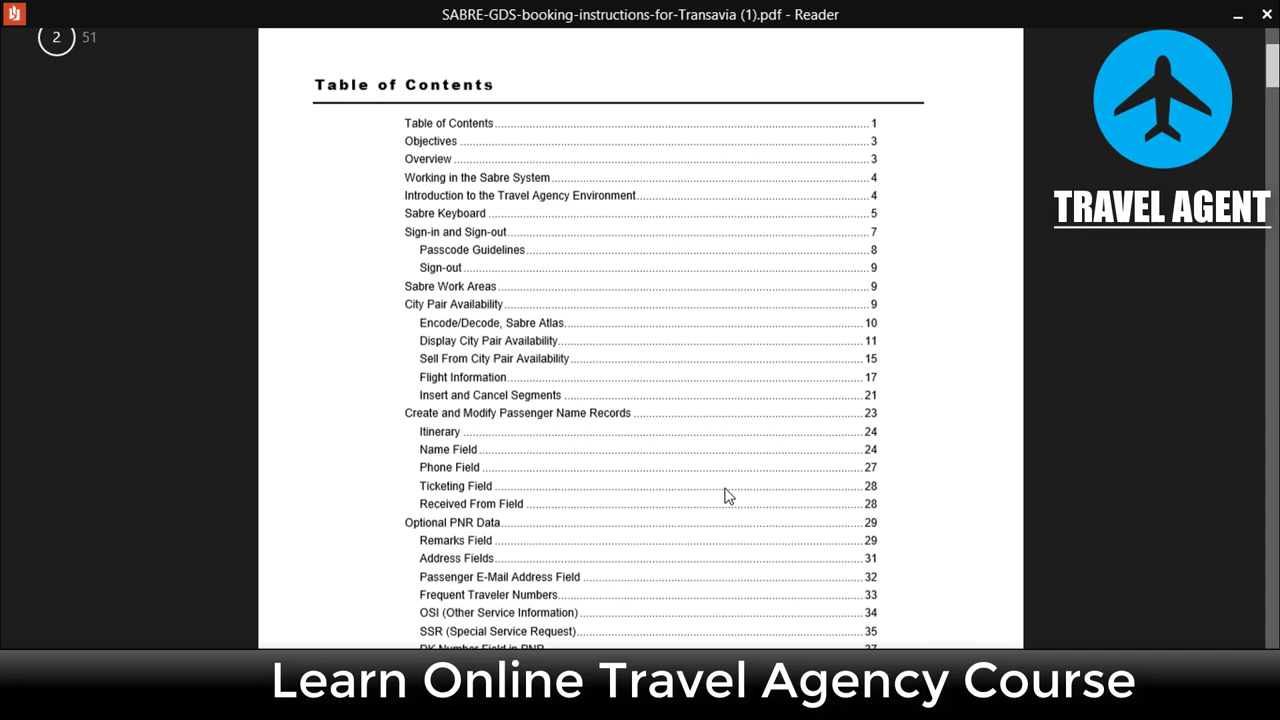 SABRE-GDS-booking-instructions-for-Transavia (1).pdf - Reader
2 51
TRAVEL AGENT
Table of Contents
Table of Contents 1
Objectives 3
Overview 3
Working in the Sabre System 4
Introduction to the Travel Agency Environment 4
Sabre Keyboard 5
Sign-in and Sign-out 7
Passcode Guidelines 8
Sign-out 9
Sabre Work Areas 9
City Pair Availability 9
Encode/Decode, Sabre Atlas 10
Display City Pair Availability 11
Sell From City Pair Availability 15
Flight Information 17
Insert and Cancel Segments 21
Create and Modify Passenger Name Records 23
Itinerary 24
Name Field 24
Phone Field 27
Ticketing Field 28
Received From Field 28
Optional PNR Data 29
Remarks Field 29
Address Fields 31
Passenger E-Mail Address Field 32
Frequent Traveler Numbers 33
OSI (Other Service Information) 34
SSR (Special Service Request) 35
DK Number Field in PNR 37
Learn Online Travel Agency Course